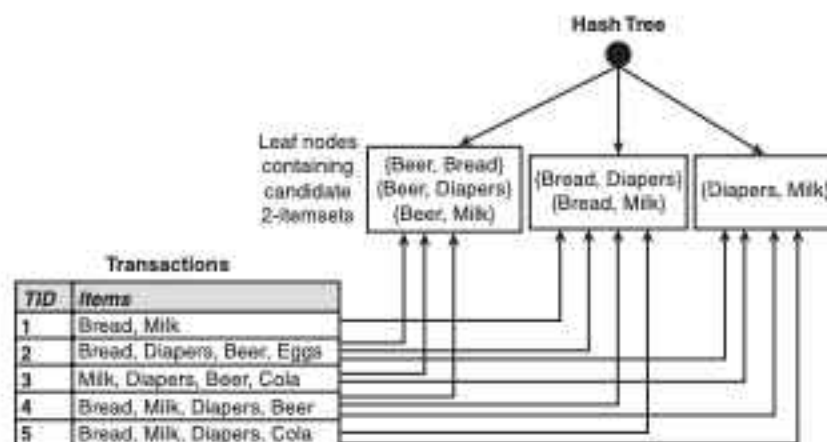 Hash Tree
Leaf nodes
containing
candidate
2-itemsets
{Beer, Bread}
{Beer, Diapers}
{Beer, Milk}
{Bread, Diapers}
{Bread, Milk}
{Diapers, Milk}
Transactions
TID Items
1 Bread, Milk
2 Bread, Diapers, Beer, Eggs
3 Milk, Diapers, Beer, Cola
4 Bread, Milk, Diapers, Beer
5 Bread, Milk, Diapers, Cola